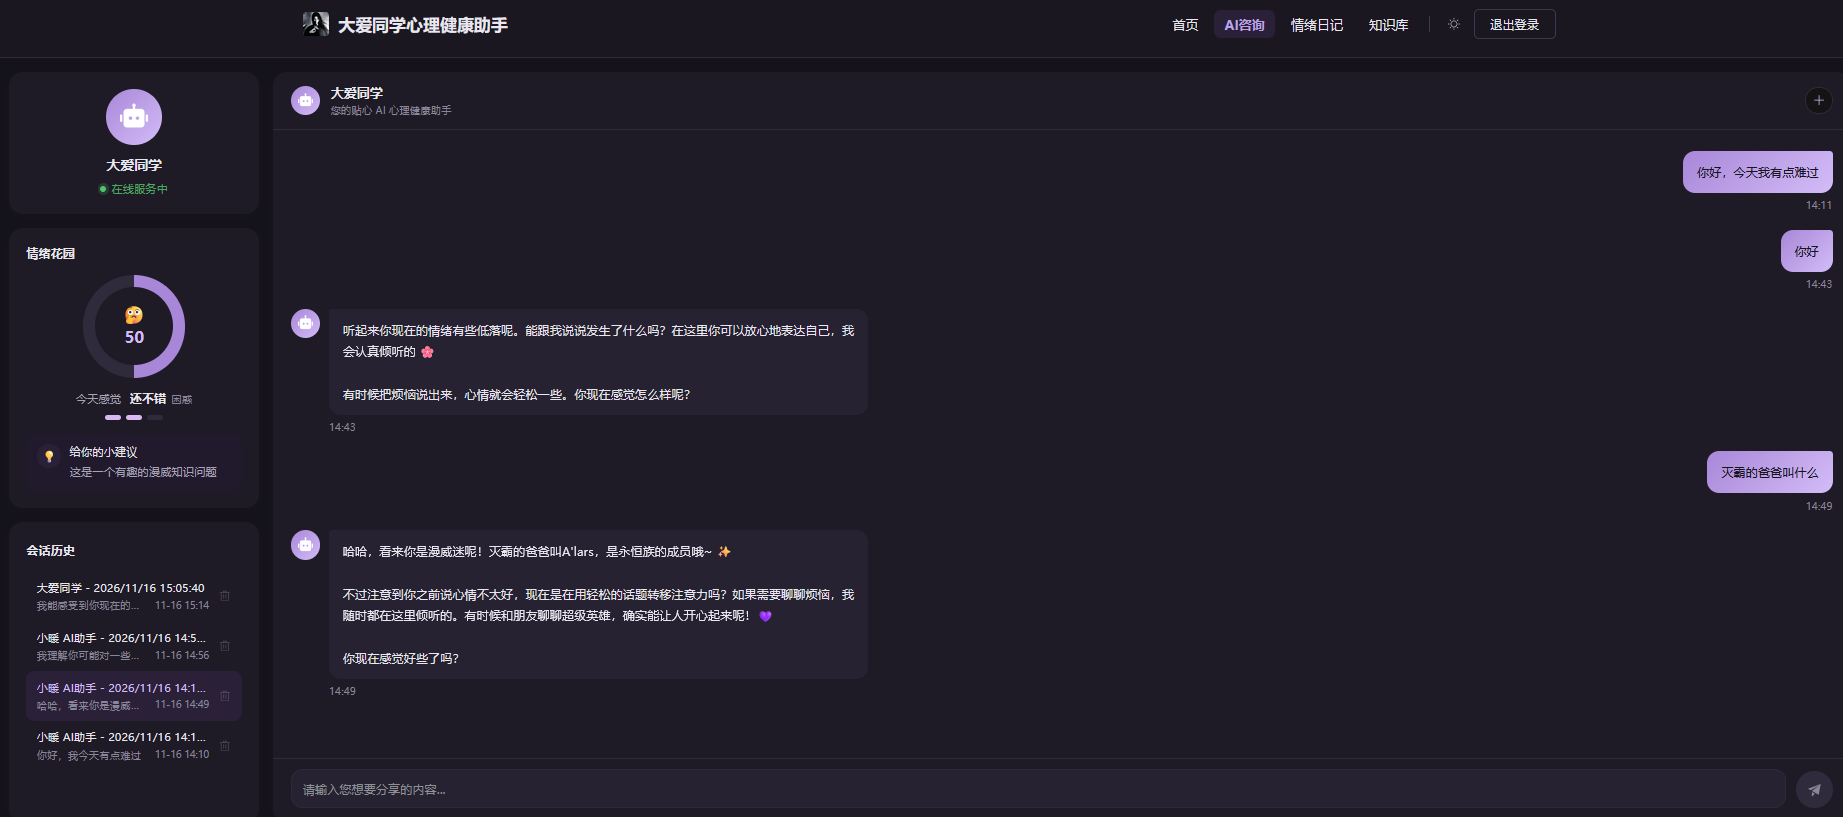 大爱同学心理健康助手
首页 AI咨询 情绪日记 知识库 退出登录
大爱同学
在线服务中
情绪花园
50
今天感觉 还不错 困惑
给你的小建议
这是一个有趣的漫威知识问题
会话历史
大爱同学 - 2026/11/16 15:05:40
我能感受到你现在的... 11-16 15:14
小暖 AI助手 - 2026/11/16 14:5...
我理解你可能对一些... 11-16 14:56
小暖 AI助手 - 2026/11/16 14:1...
哈哈，看来你是漫威... 11-16 14:49
小暖 AI助手 - 2026/11/16 14:1...
你好，我今天有点难过 11-16 14:10
大爱同学
您的贴心 AI 心理健康助手
你好，今天我有点难过
14:11
你好
14:43
听起来你现在的情绪有些低落呢。能跟我说说发生了什么吗？在这里你可以放心地表达自己，我
会认真倾听的 🌸
有时候把烦恼说出来，心情就会轻松一些。你现在感觉怎么样呢？
14:43
灭霸的爸爸叫什么
14:49
哈哈，看来你是漫威迷呢！灭霸的爸爸叫A'lars，是永恒族的成员哦~ ✨
不过注意到你之前说心情不太好，现在是在用轻松的话题转移注意力吗？如果需要聊聊烦恼，我
随时都在这里倾听的。有时候和朋友聊聊超级英雄，确实能让人开心起来呢！ 💜
你现在感觉好些了吗？
14:49
请输入您想要分享的内容...